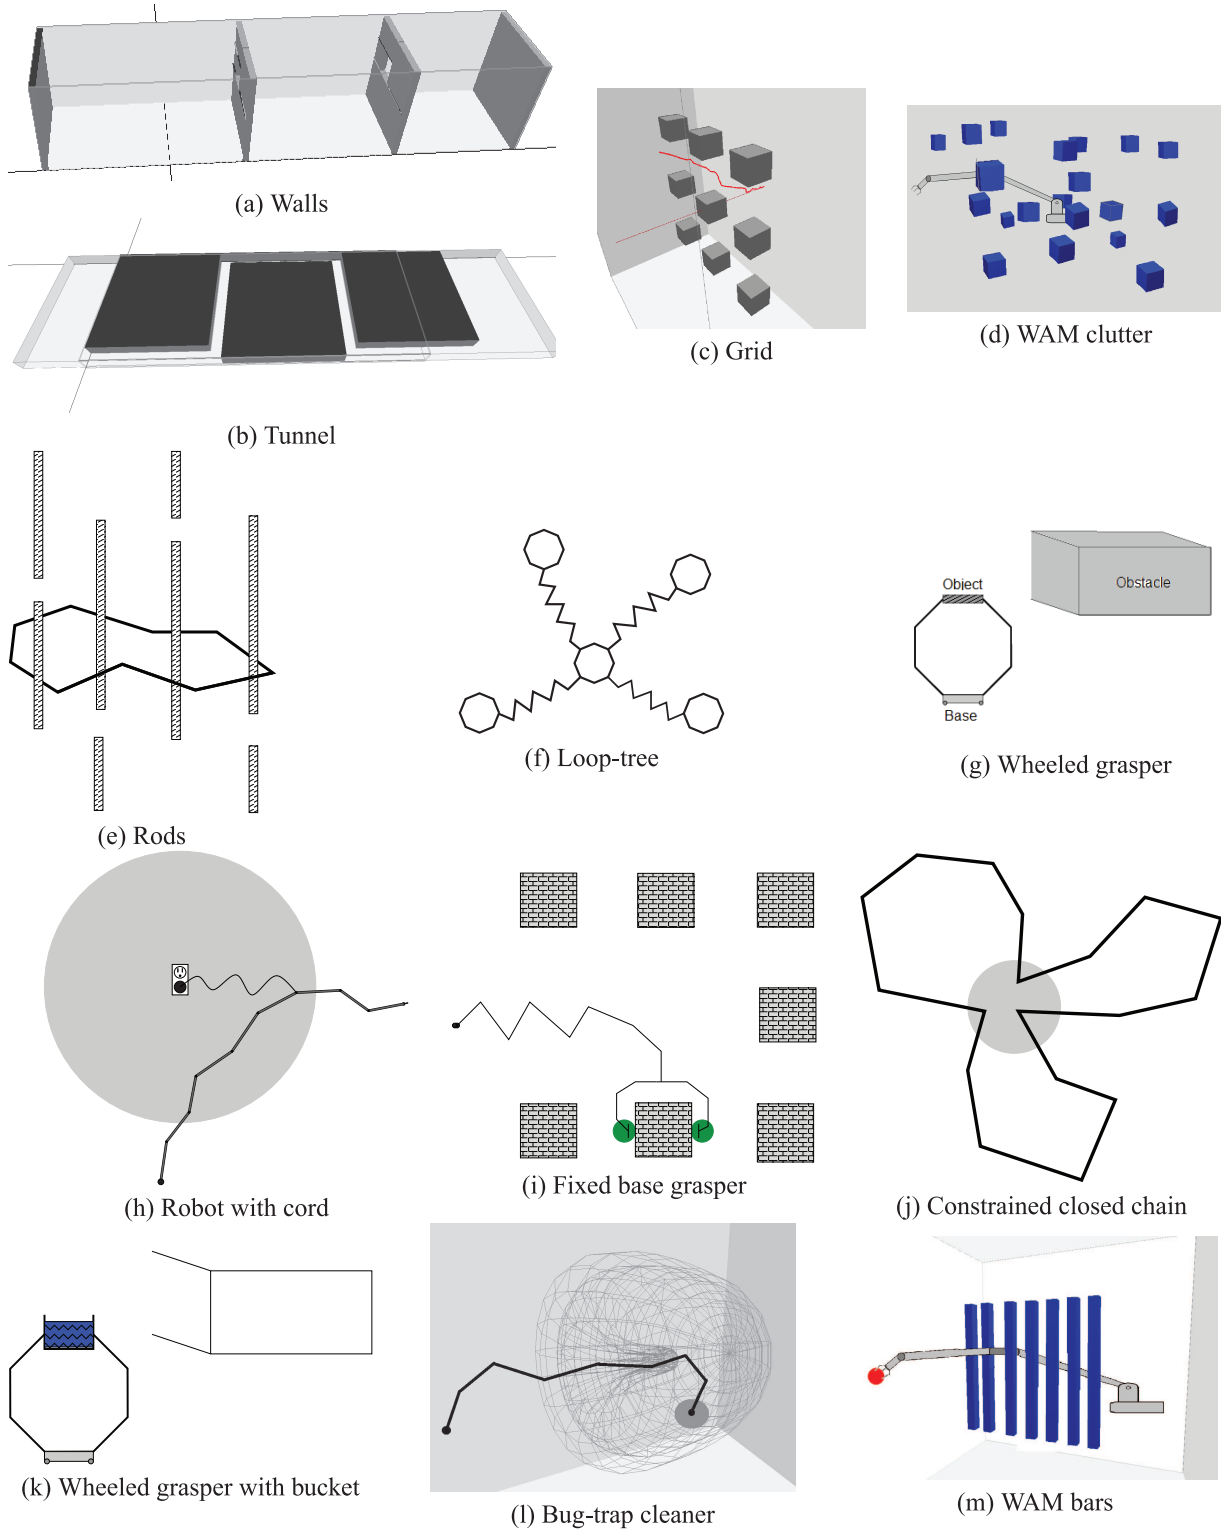 (a) Walls
(b) Tunnel
(c) Grid
(d) WAM clutter
(e) Rods
(f) Loop-tree
Object
Obstacle
Base
(g) Wheeled grasper
(h) Robot with cord
(i) Fixed base grasper
(j) Constrained closed chain
(k) Wheeled grasper with bucket
(l) Bug-trap cleaner
(m) WAM bars